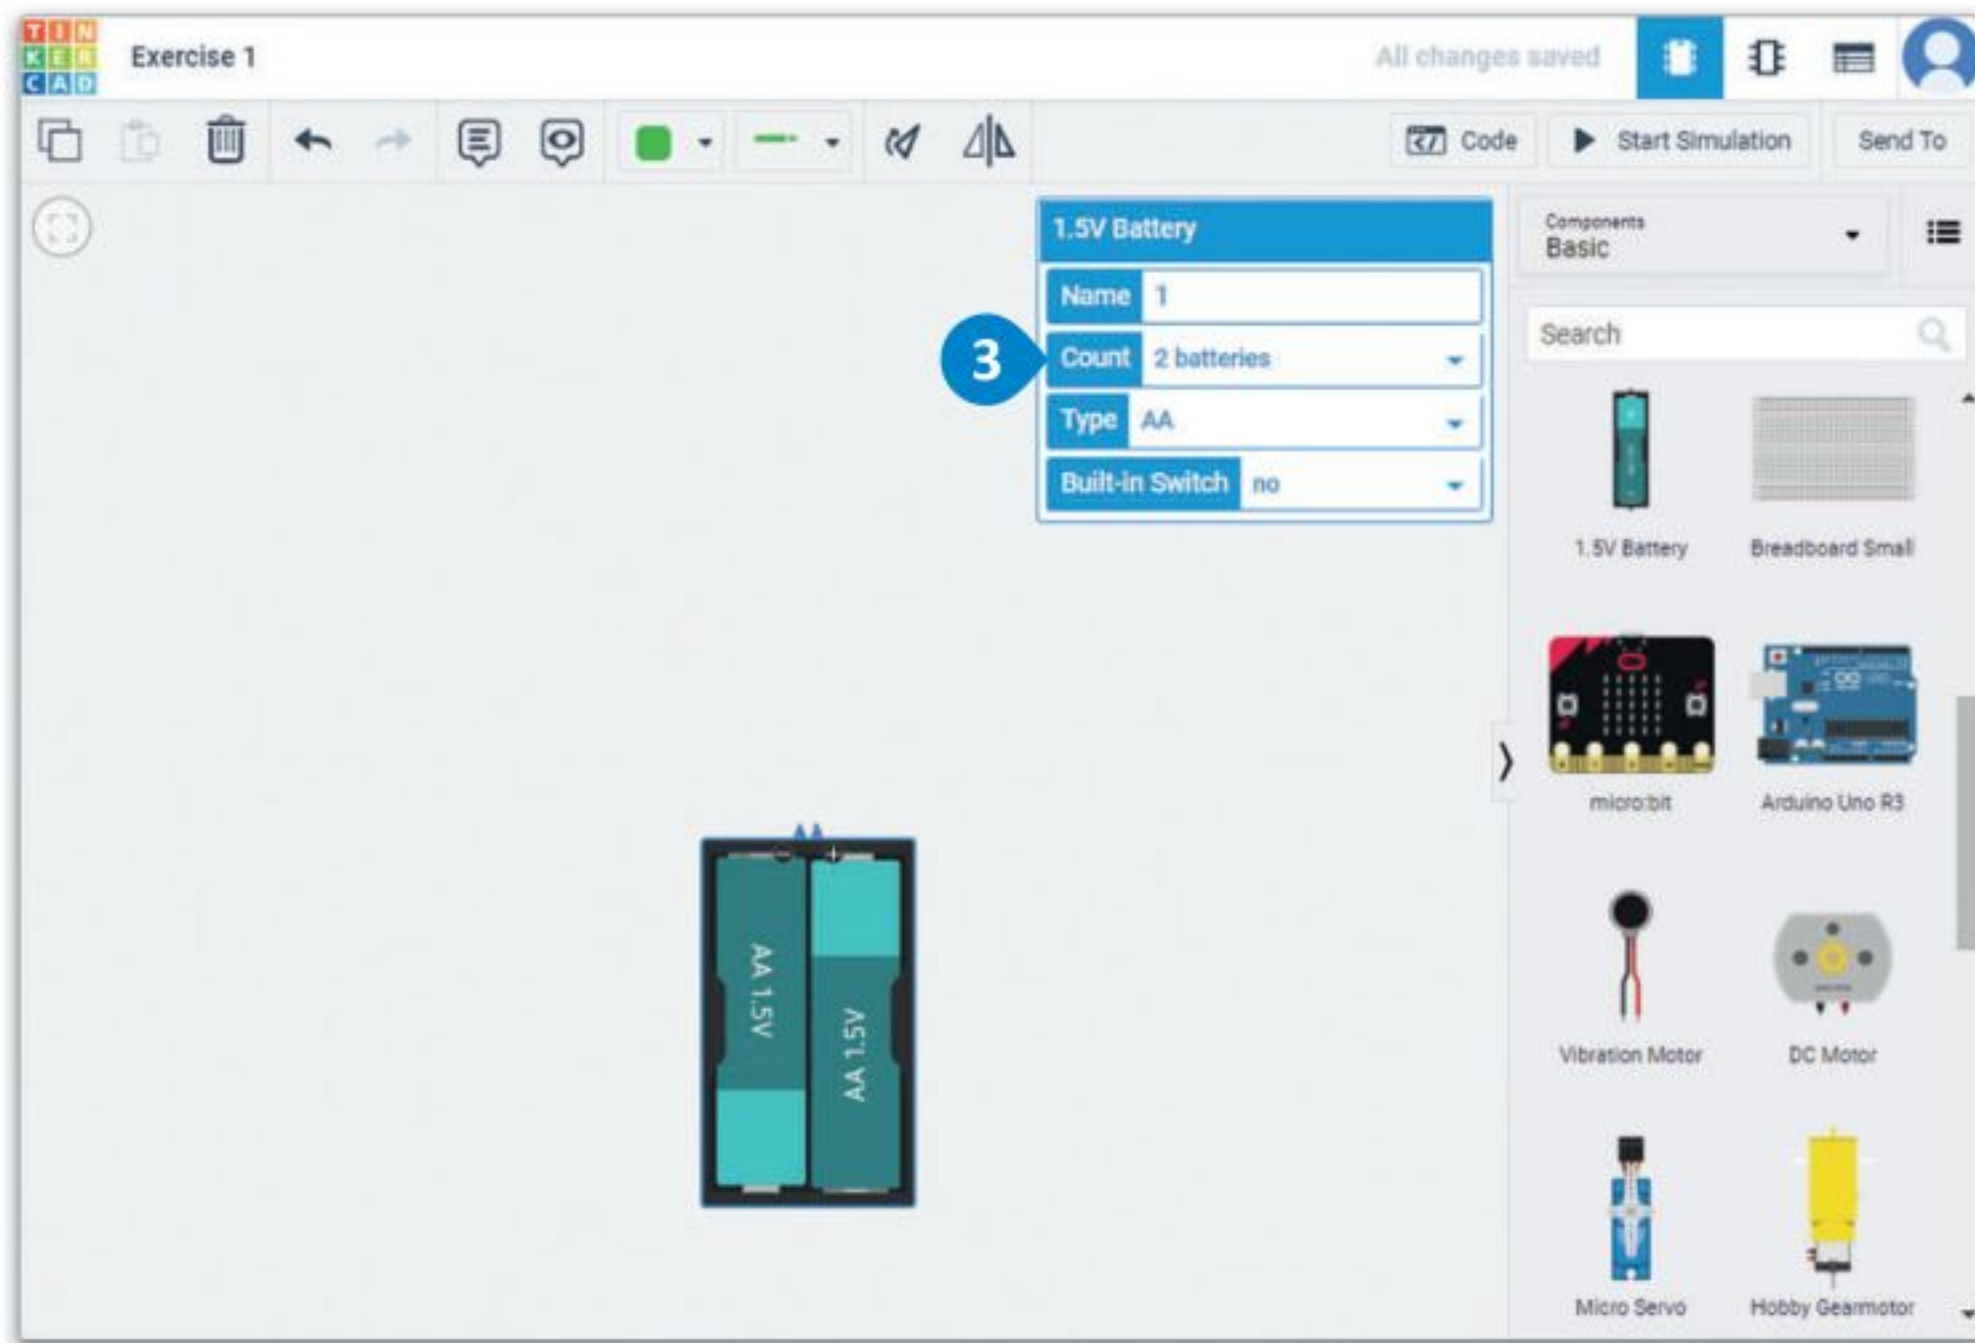 TIN
KER
CAD
Exercise 1
All changes saved
Code
Start Simulation
Send To
1.5V Battery
Name 1
3
Count 2 batteries
Type AA
Built-in Switch no
Components
Basic
Search
1.5V Battery
Breadboard Small
micro:bit
Arduino Uno R3
Vibration Motor
DC Motor
Micro Servo
Hobby Gearmotor
AA 1.5V
AA 1.5V